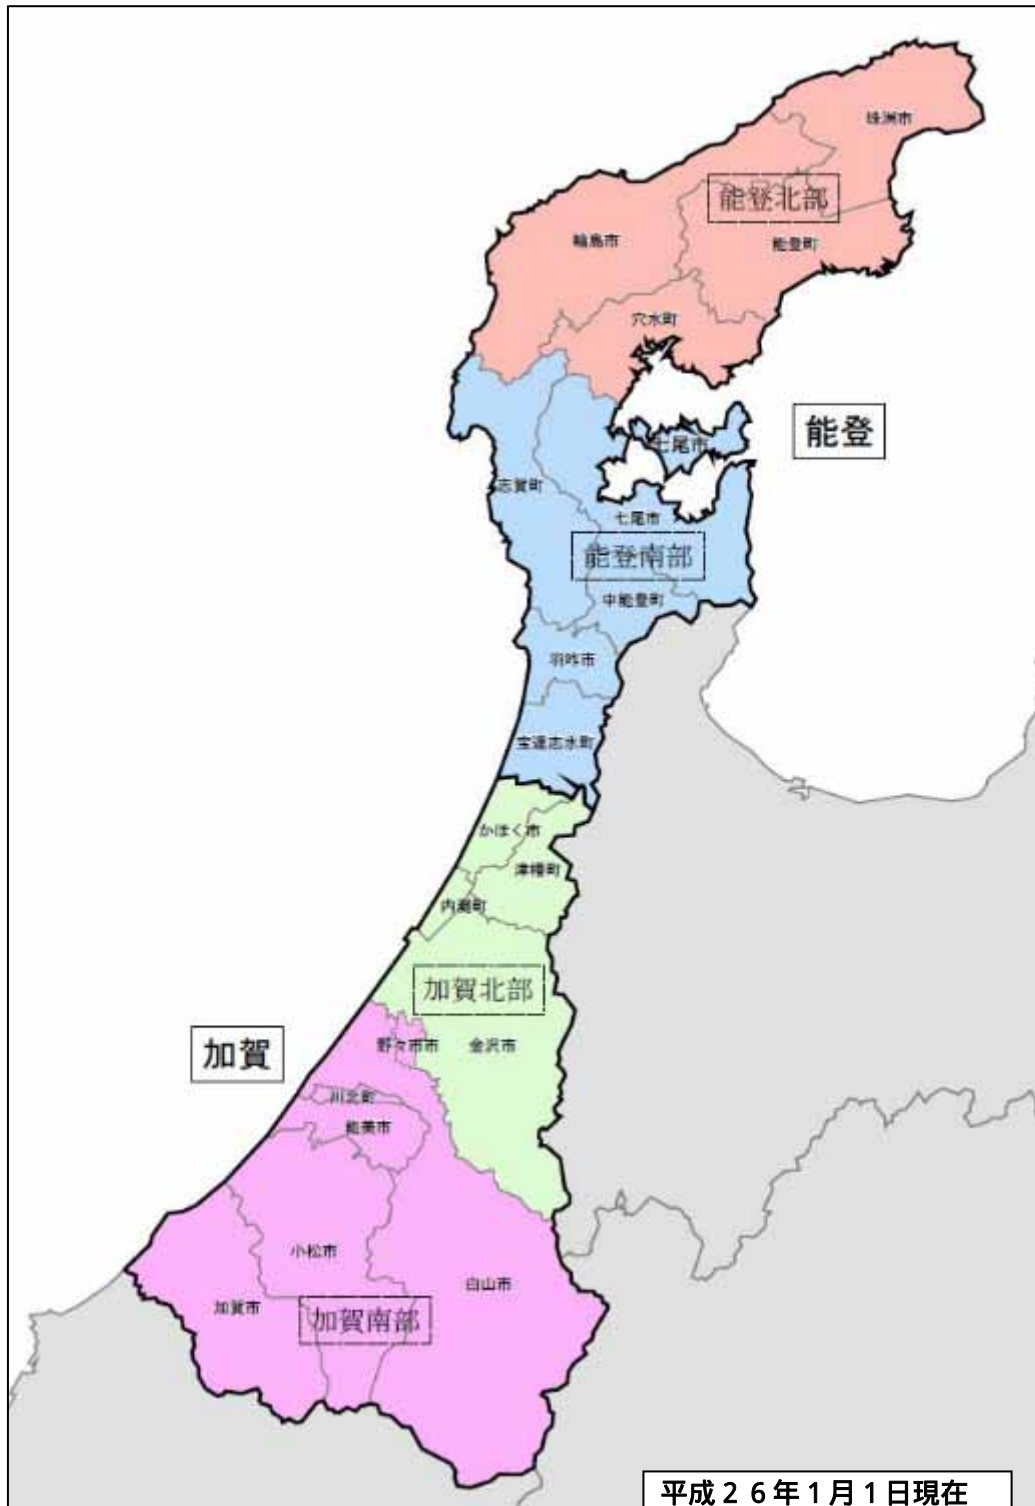 珠洲市
能登北部
輪島市
能登町
穴水町
能登
七尾市
志賀町
七尾市
能登南部
中能登町
羽咋市
宝達志水町
かほく市
津幡町
内灘町
加賀北部
加賀
野々市市
金沢市
川北町
能美市
小松市
白山市
加賀市
加賀南部
平成２６年１月１日現在